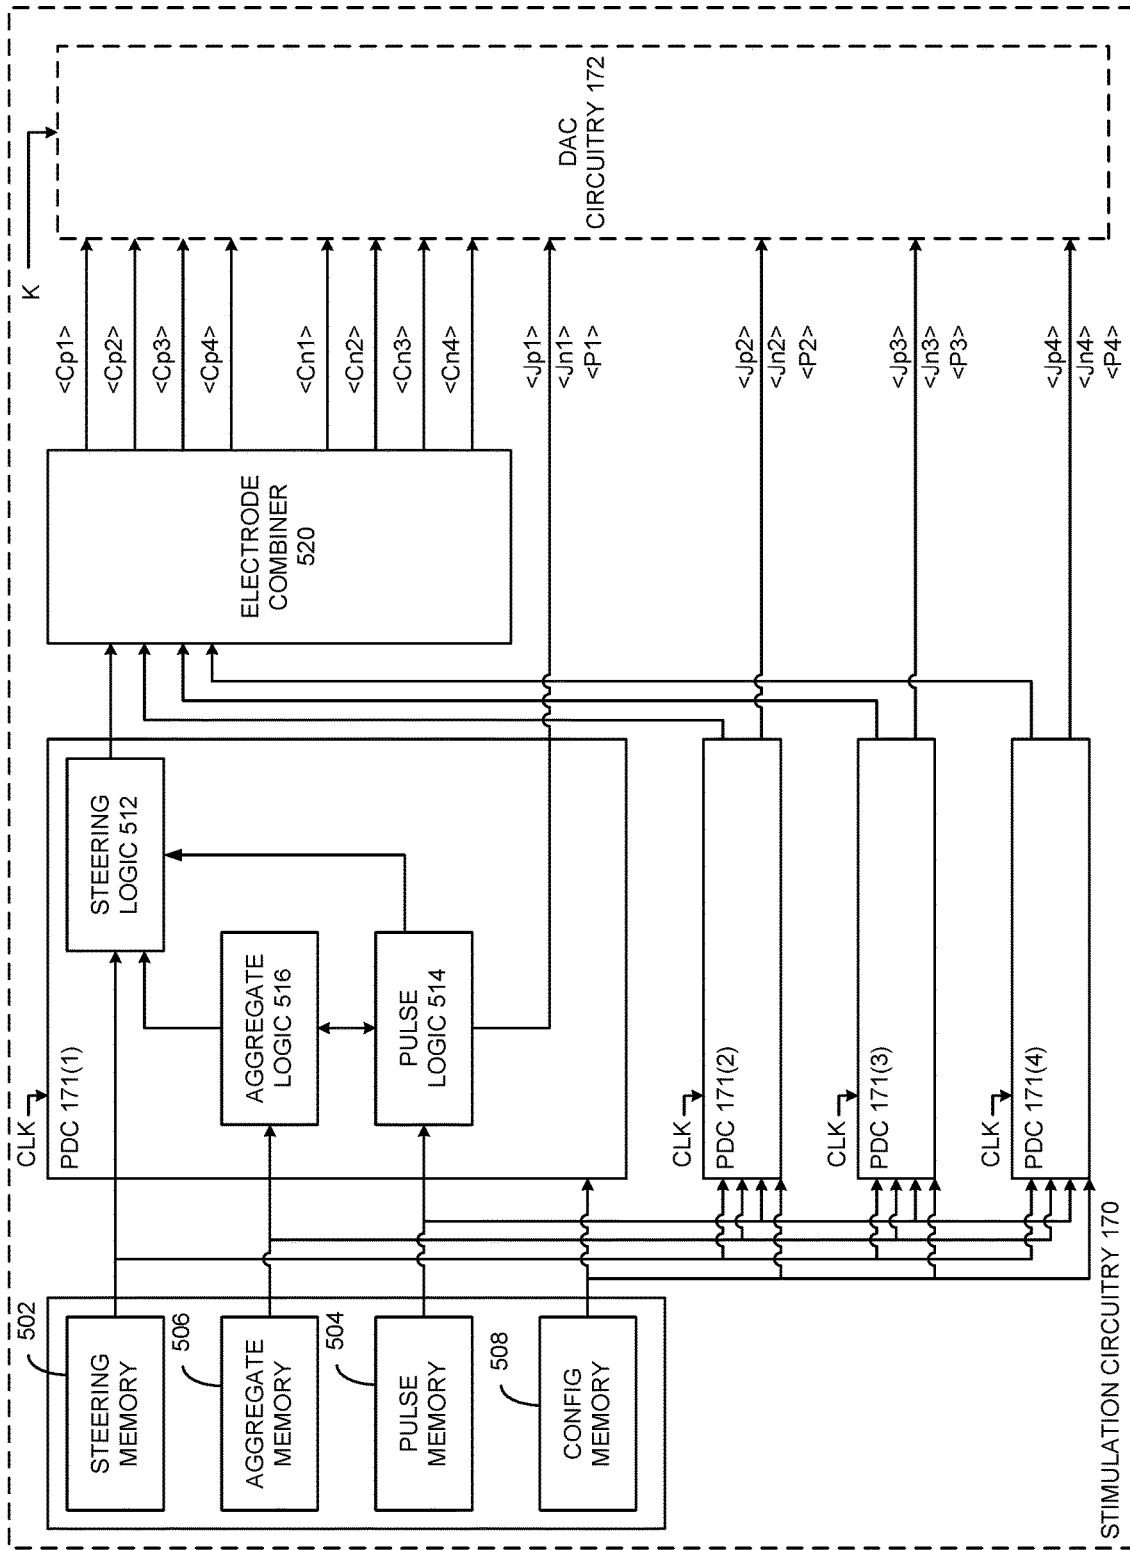 STIMULATION CIRCUITRY 170
STEERING
MEMORY
502
AGGREGATE
MEMORY
506
PULSE
MEMORY
504
CONFIG
MEMORY
508
CLK
PDC 171(1)
STEERING
LOGIC 512
AGGREGATE
LOGIC 516
PULSE
LOGIC 514
CLK
PDC 171(2)
CLK
PDC 171(3)
CLK
PDC 171(4)
ELECTRODE
COMBINER
520
<Cp1>
<Cp2>
<Cp3>
<Cp4>
<Cn1>
<Cn2>
<Cn3>
<Cn4>
<Jp1>
<Jn1>
<P1>
<Jp2>
<Jn2>
<P2>
<Jp3>
<Jn3>
<P3>
<Jp4>
<Jn4>
<P4>
K
DAC
CIRCUITRY 172